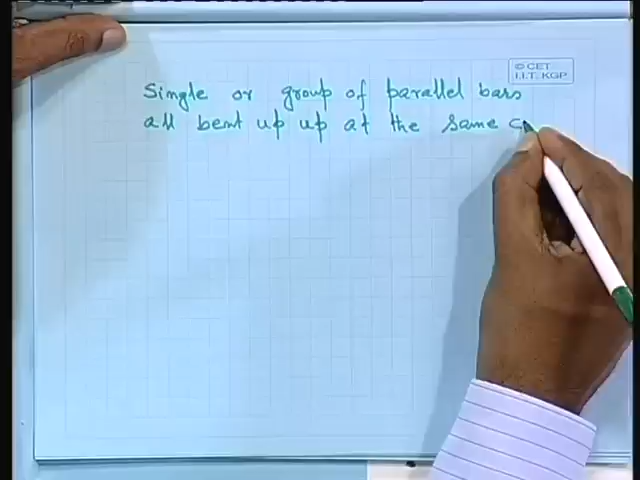 © CET
I.I.T. KGP
Single or group of parallel bars
all bent up up at the same c